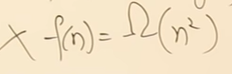 × f(n) = Ω(n²)